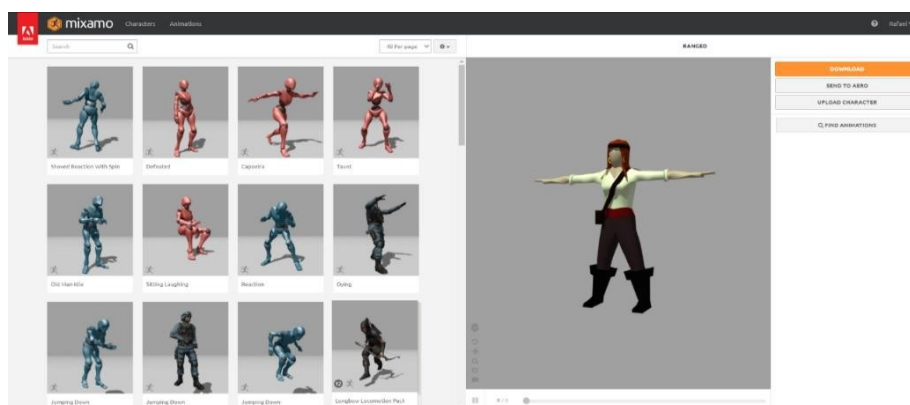 mixamo Characters Animations Rafael
Adobe
Search 48 Per page
RANGED
DOWNLOAD
SEND TO AERO
UPLOAD CHARACTER
FIND ANIMATIONS
Shoved Reaction With Spin Defeated Capoeira Taunt
Old Man Idle Sitting Laughing Reaction Dying
Jumping Down Jumping Down Jumping Down Longbow Locomotion Pack